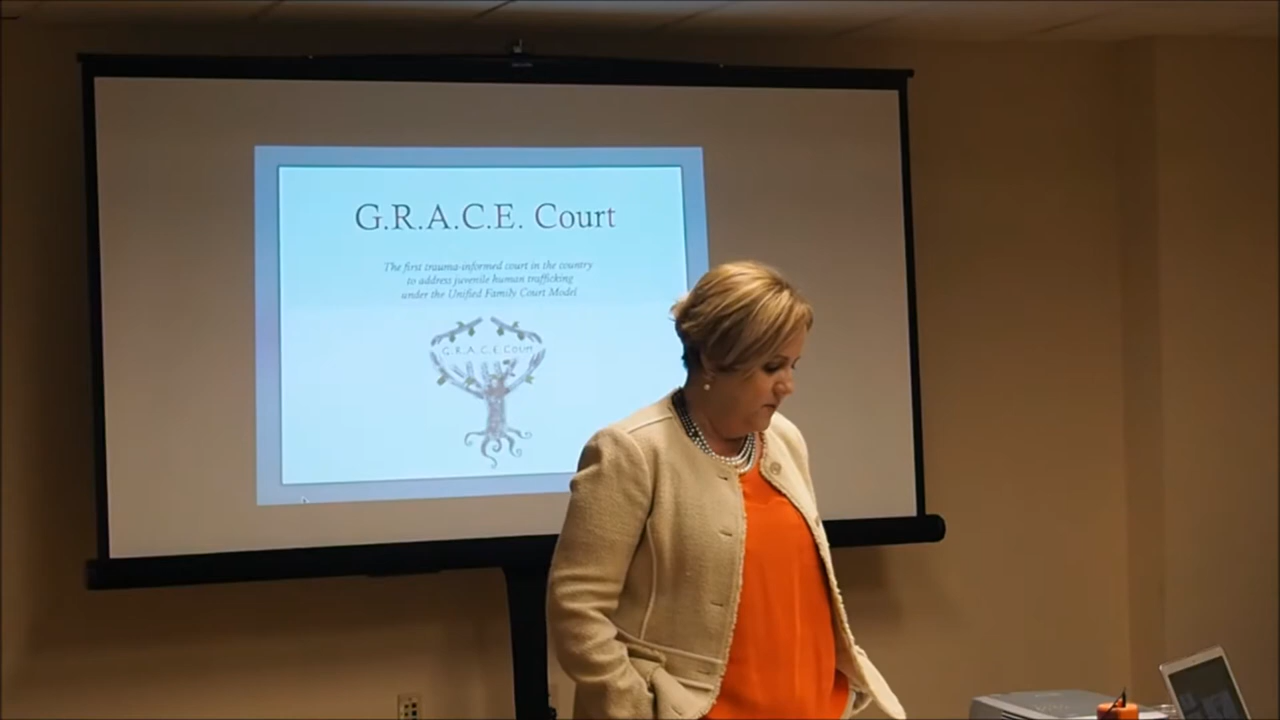 G.R.A.C.E. Court
The first trauma-informed court in the country
to address juvenile human trafficking
under the Unified Family Court Model
G.R.A.C.E. Court